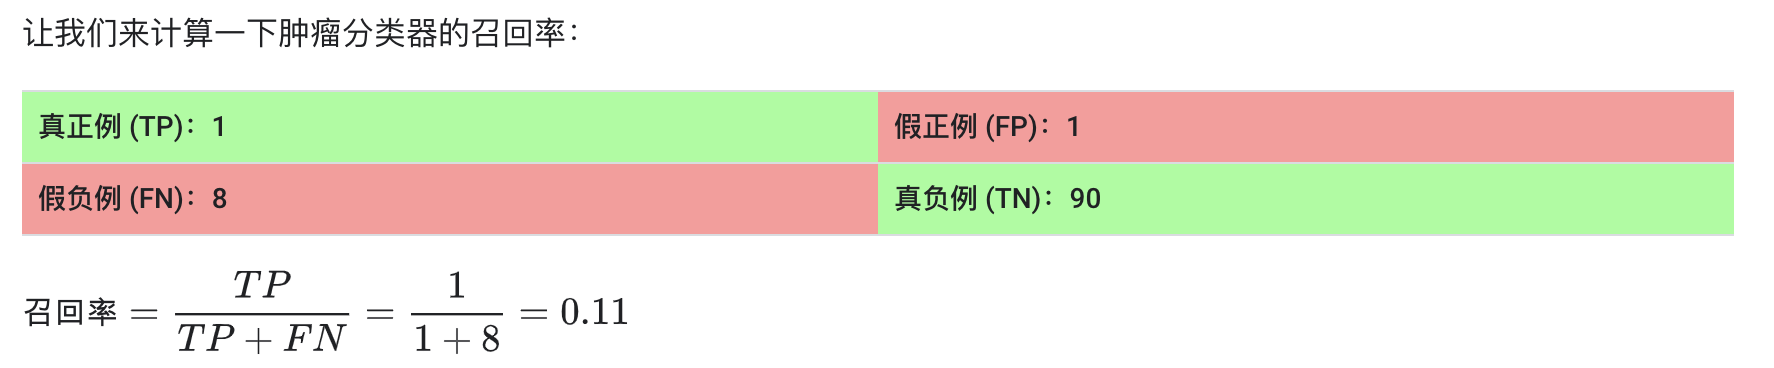 让我们来计算一下肿瘤分类器的召回率：
真正例 (TP)：1
假正例 (FP)：1
假负例 (FN)：8
真负例 (TN)：90
召回率 = \frac{TP}{TP + FN} = \frac{1}{1 + 8} = 0.11